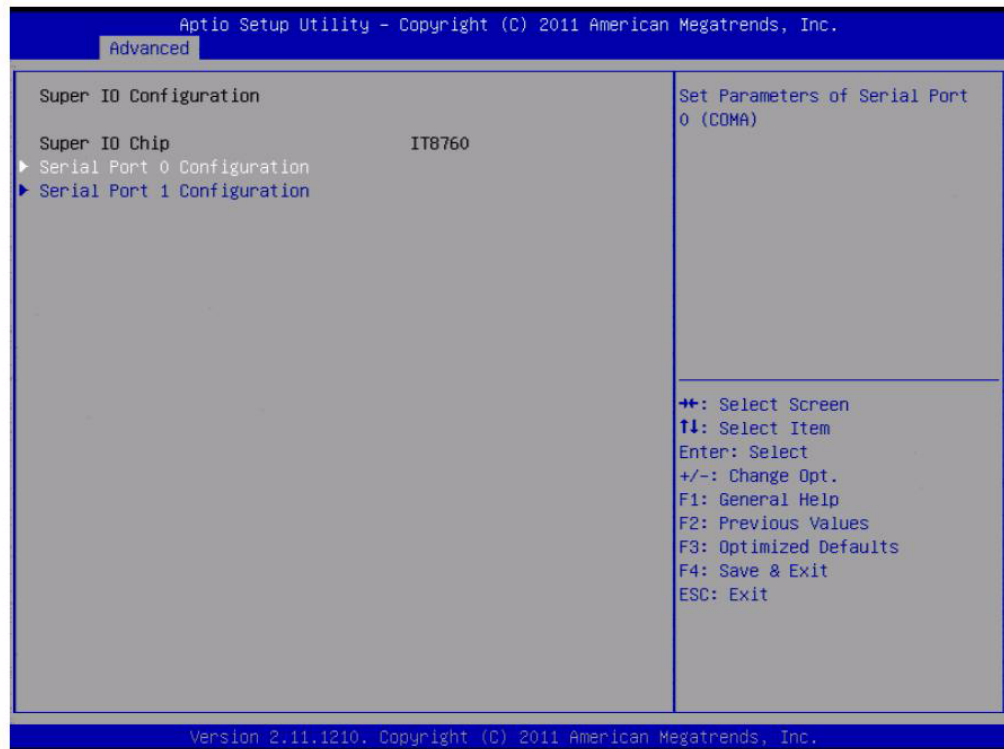 Aptio Setup Utility – Copyright (C) 2011 American Megatrends, Inc.
Advanced
Super IO Configuration
Super IO Chip IT8760
▶ Serial Port 0 Configuration
▶ Serial Port 1 Configuration
Set Parameters of Serial Port
0 (COMA)
→←: Select Screen
↑↓: Select Item
Enter: Select
+/-: Change Opt.
F1: General Help
F2: Previous Values
F3: Optimized Defaults
F4: Save & Exit
ESC: Exit
Version 2.11.1210. Copyright (C) 2011 American Megatrends, Inc.